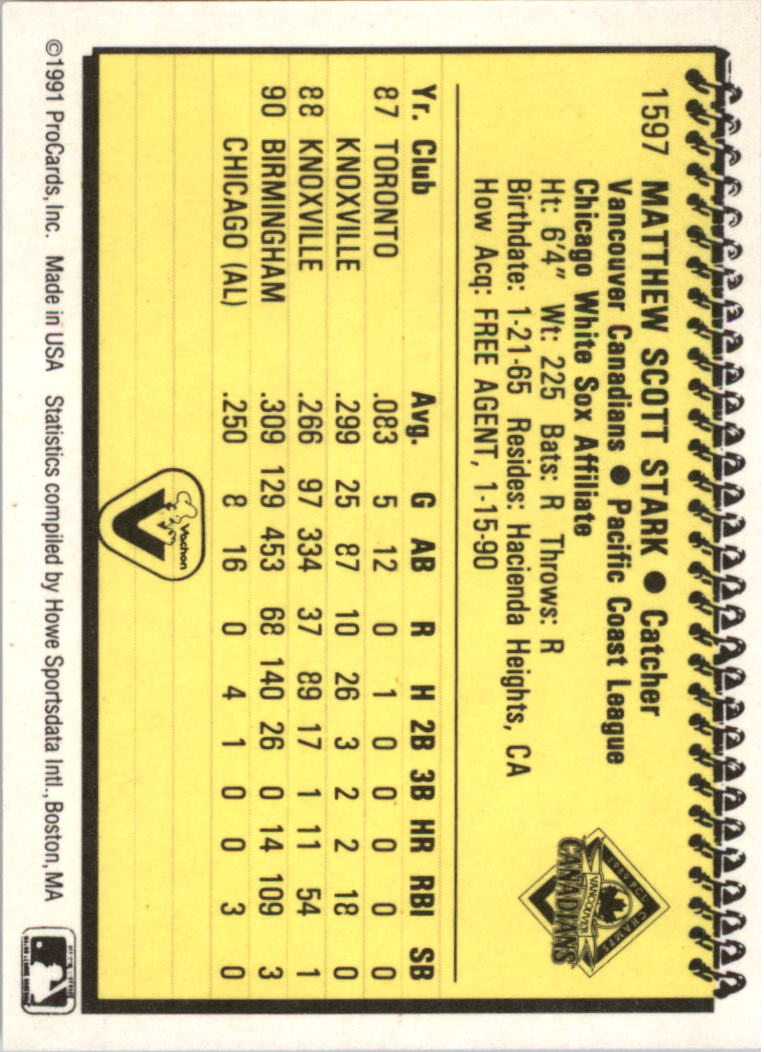 1597 MATTHEW SCOTT STARK ● Catcher
Vancouver Canadians ● Pacific Coast League
Chicago White Sox Affiliate
Ht: 6'4" Wt: 225 Bats: R Throws: R
Birthdate: 1-21-65 Resides: Hacienda Heights, CA
How Acq: FREE AGENT, 1-15-90
1989 PCL CHAMPS
VANCOUVER
CANADIANS
Yr. Club Avg. G AB R H 2B 3B HR RBI SB
87 TORONTO .083 5 12 0 1 0 0 0 0 0
KNOXVILLE .299 25 87 10 26 3 2 2 18 0
88 KNOXVILLE .266 97 334 37 89 17 1 11 54 1
90 BIRMINGHAM .309 129 453 68 140 26 0 14 109 3
CHICAGO (AL) .250 8 16 0 4 1 0 0 3 0
Vachon
V
©1991 ProCards, Inc. Made in USA Statistics compiled by Howe Sportsdata Intl., Boston, MA